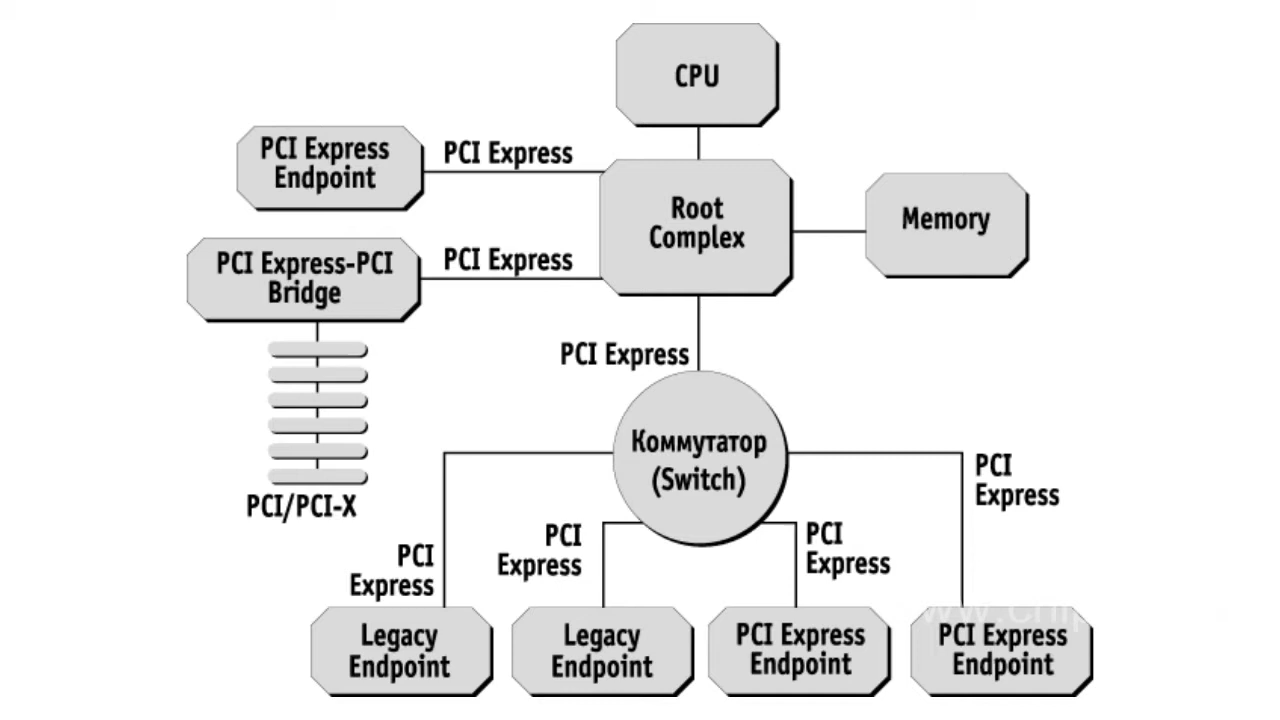 CPU
PCI Express
Endpoint
PCI Express
Root
Complex
Memory
PCI Express-PCI
Bridge
PCI Express
PCI Express
PCI/PCI-X
Коммутатор
(Switch)
PCI
Express
PCI
Express
PCI
Express
PCI
Express
Legacy
Endpoint
Legacy
Endpoint
PCI Express
Endpoint
PCI Express
Endpoint